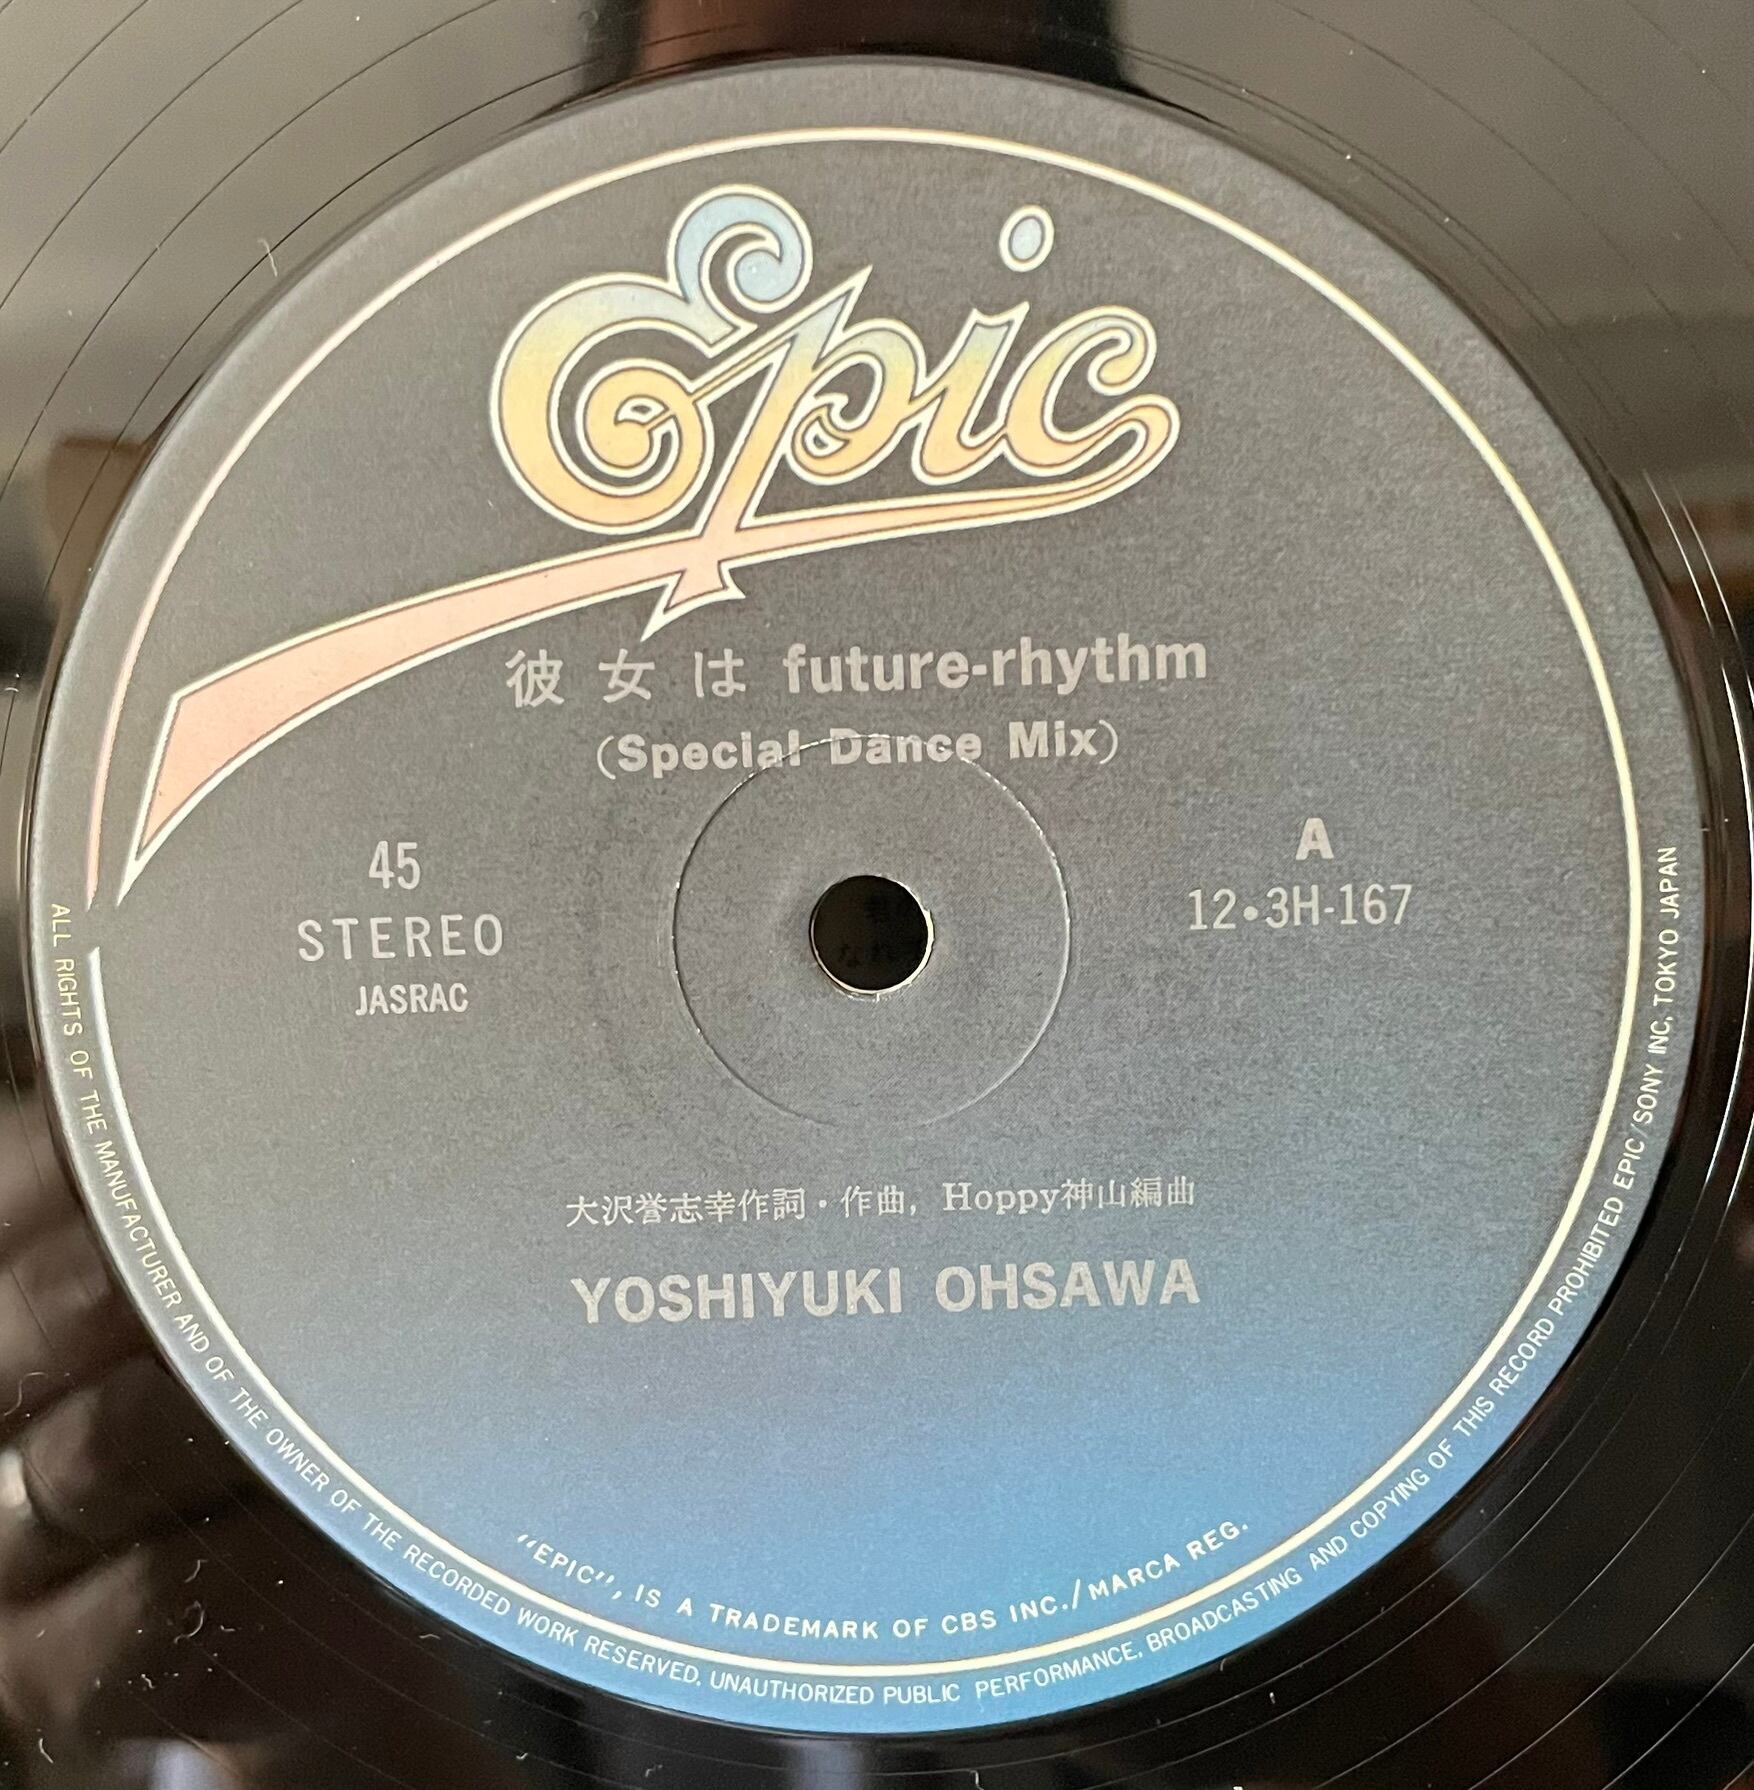 Epic
彼女は future-rhythm
(Special Dance Mix)
45
STEREO
JASRAC
A
12•3H-167
大沢誉志幸作詞・作曲, Hoppy神山編曲
YOSHIYUKI OHSAWA
"EPIC", IS A TRADEMARK OF CBS INC./MARCA REG.
ALL RIGHTS OF THE MANUFACTURER AND OF THE OWNER OF THE RECORDED WORK RESERVED. UNAUTHORIZED PUBLIC PERFORMANCE, BROADCASTING AND COPYING OF THIS RECORD PROHIBITED EPIC/SONY INC, TOKYO JAPAN